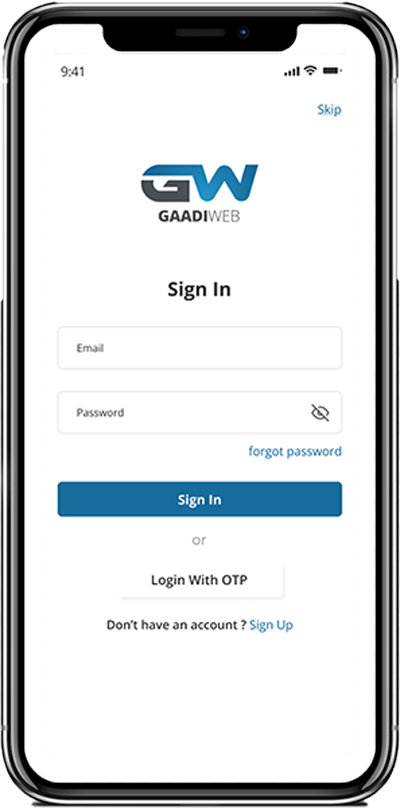 9:41
Skip
GW
GAADIWEB
Sign In
Email
Password
forgot password
Sign In
or
Login With OTP
Don't have an account ? Sign Up